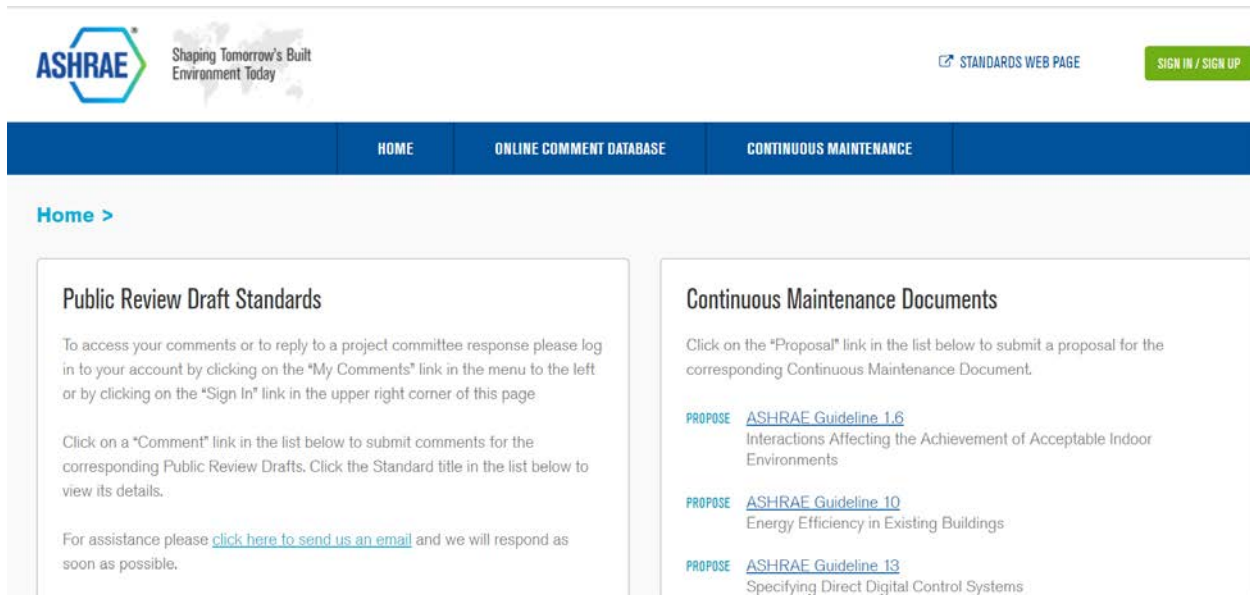 ASHRAE
Shaping Tomorrow's Built
Environment Today
STANDARDS WEB PAGE
SIGN IN / SIGN UP
HOME
ONLINE COMMENT DATABASE
CONTINUOUS MAINTENANCE
Home >
Public Review Draft Standards
To access your comments or to reply to a project committee response please log
in to your account by clicking on the "My Comments" link in the menu to the left
or by clicking on the "Sign In" link in the upper right corner of this page
Click on a "Comment" link in the list below to submit comments for the
corresponding Public Review Drafts. Click the Standard title in the list below to
view its details.
For assistance please click here to send us an email and we will respond as
soon as possible.
Continuous Maintenance Documents
Click on the "Proposal" link in the list below to submit a proposal for the
corresponding Continuous Maintenance Document.
PROPOSE ASHRAE Guideline 1.6
Interactions Affecting the Achievement of Acceptable Indoor
Environments
PROPOSE ASHRAE Guideline 10
Energy Efficiency in Existing Buildings
PROPOSE ASHRAE Guideline 13
Specifying Direct Digital Control Systems